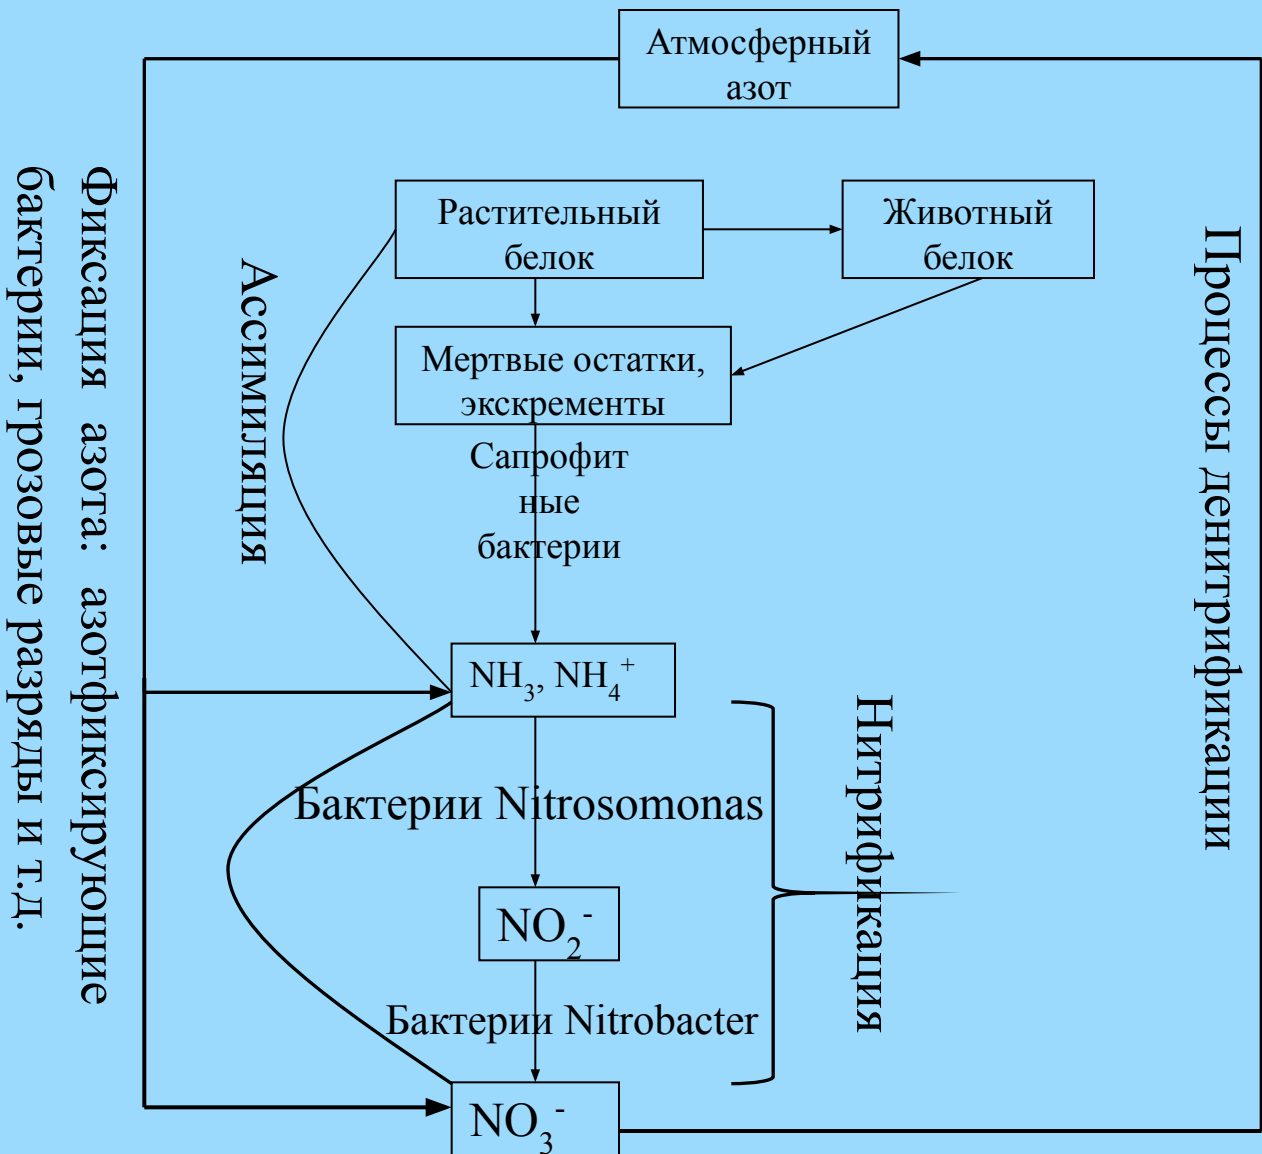 Атмосферный
азот
Растительный
белок
Животный
белок
Мертвые остатки,
экскременты
Сапрофит
ные
бактерии
Ассимиляция
Фиксация азота: азотфиксирующие
бактерии, грозовые разряды и т.д.
Процессы денитрификации
NH₃, NH₄⁺
Бактерии Nitrosomonas
Нитрификация
NO₂⁻
Бактерии Nitrobacter
NO₃⁻